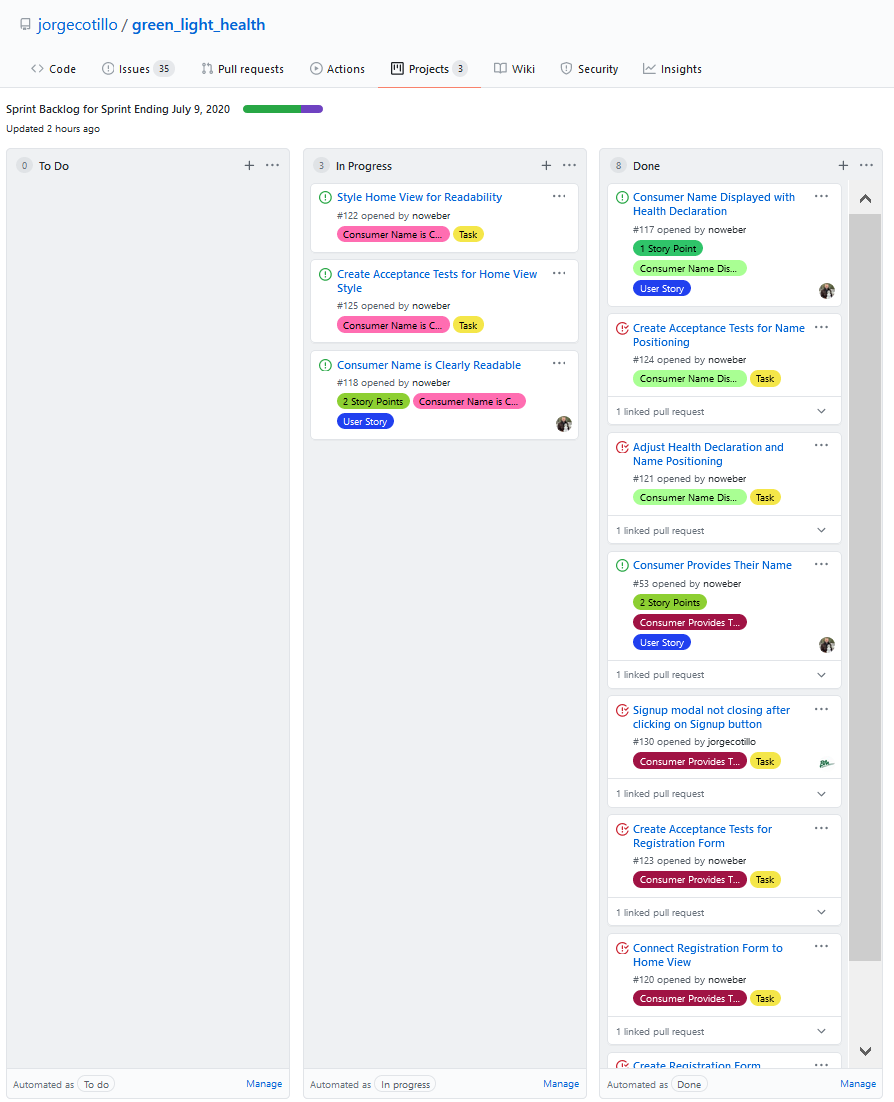 jorgecotillo / green_light_health
Code
Issues 35
Pull requests
Actions
Projects 3
Wiki
Security
Insights
Sprint Backlog for Sprint Ending July 9, 2020
Updated 2 hours ago
0 To Do
Automated as To do
Manage
3 In Progress
Style Home View for Readability
#122 opened by noweber
Consumer Name is C... Task
Create Acceptance Tests for Home View
Style
#125 opened by noweber
Consumer Name is C... Task
Consumer Name is Clearly Readable
#118 opened by noweber
2 Story Points Consumer Name is C...
User Story
Automated as In progress
Manage
8 Done
Consumer Name Displayed with
Health Declaration
#117 opened by noweber
1 Story Point
Consumer Name Dis...
User Story
Create Acceptance Tests for Name
Positioning
#124 opened by noweber
Consumer Name Dis... Task
1 linked pull request
Adjust Health Declaration and
Name Positioning
#121 opened by noweber
Consumer Name Dis... Task
1 linked pull request
Consumer Provides Their Name
#53 opened by noweber
2 Story Points
Consumer Provides T...
User Story
1 linked pull request
Signup modal not closing after
clicking on Signup button
#130 opened by jorgecotillo
Consumer Provides T... Task
1 linked pull request
Create Acceptance Tests for
Registration Form
#123 opened by noweber
Consumer Provides T... Task
1 linked pull request
Connect Registration Form to
Home View
#120 opened by noweber
Consumer Provides T... Task
1 linked pull request
Create Registration Form
Automated as Done
Manage